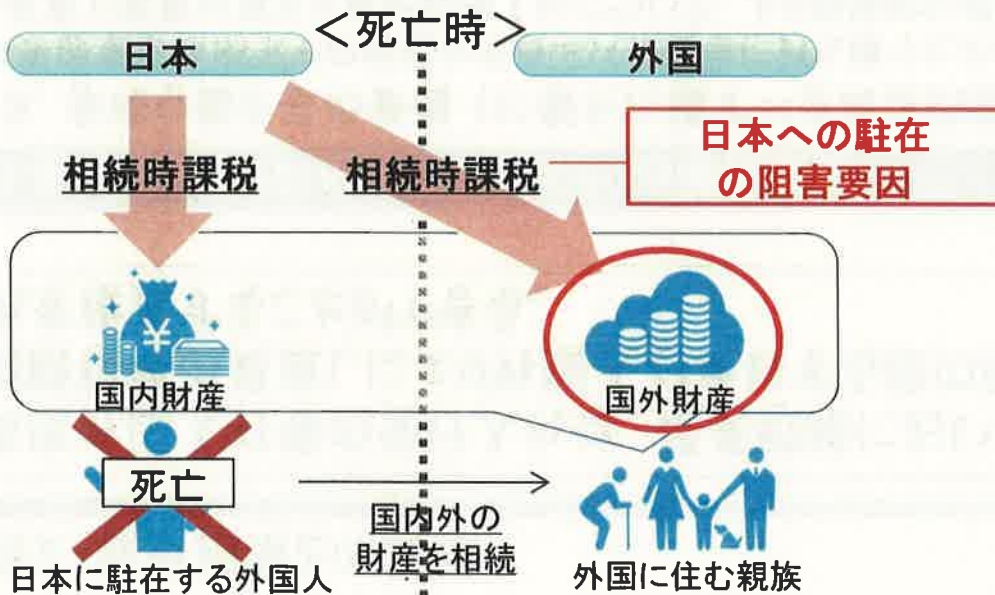 <死亡時>
日本
外国
相続時課税
相続時課税
日本への駐在
の阻害要因
¥
国内財産
国外財産
死亡
国内外の
財産を相続
日本に駐在する外国人
外国に住む親族